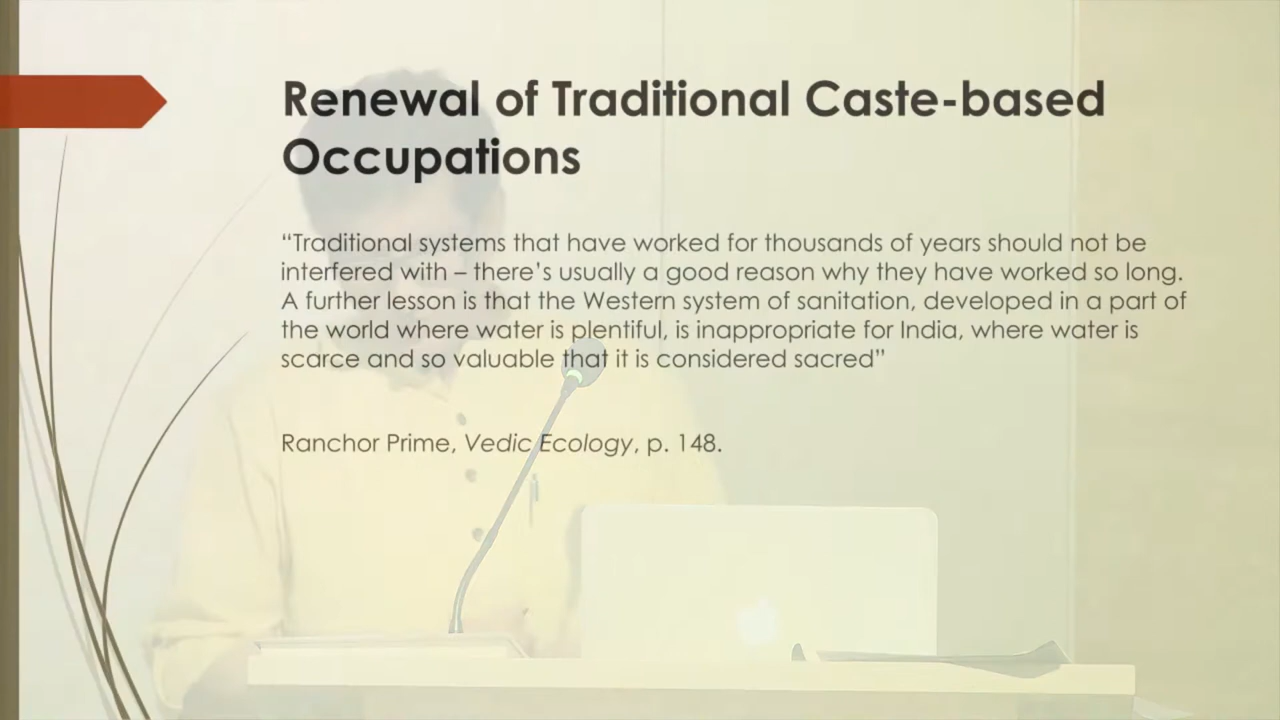 Renewal of Traditional Caste-based
Occupations
“Traditional systems that have worked for thousands of years should not be
interfered with – there’s usually a good reason why they have worked so long.
A further lesson is that the Western system of sanitation, developed in a part of
the world where water is plentiful, is inappropriate for India, where water is
scarce and so valuable that it is considered sacred”
Ranchor Prime, Vedic Ecology, p. 148.